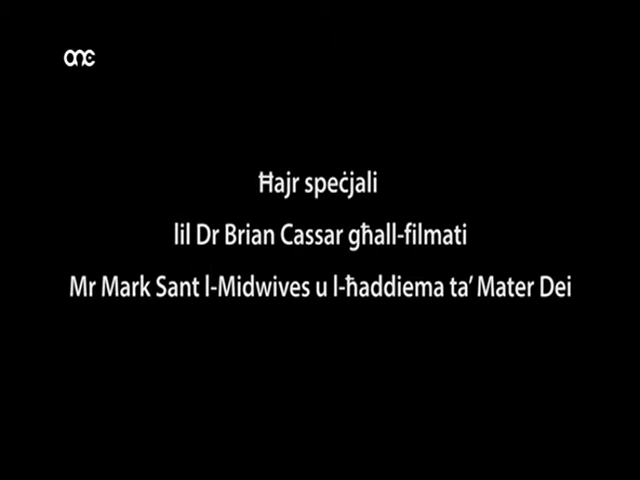 one
Ħajr speċjali
lil Dr Brian Cassar għall-filmati
Mr Mark Sant l-Midwives u l-ħaddiema ta’ Mater Dei